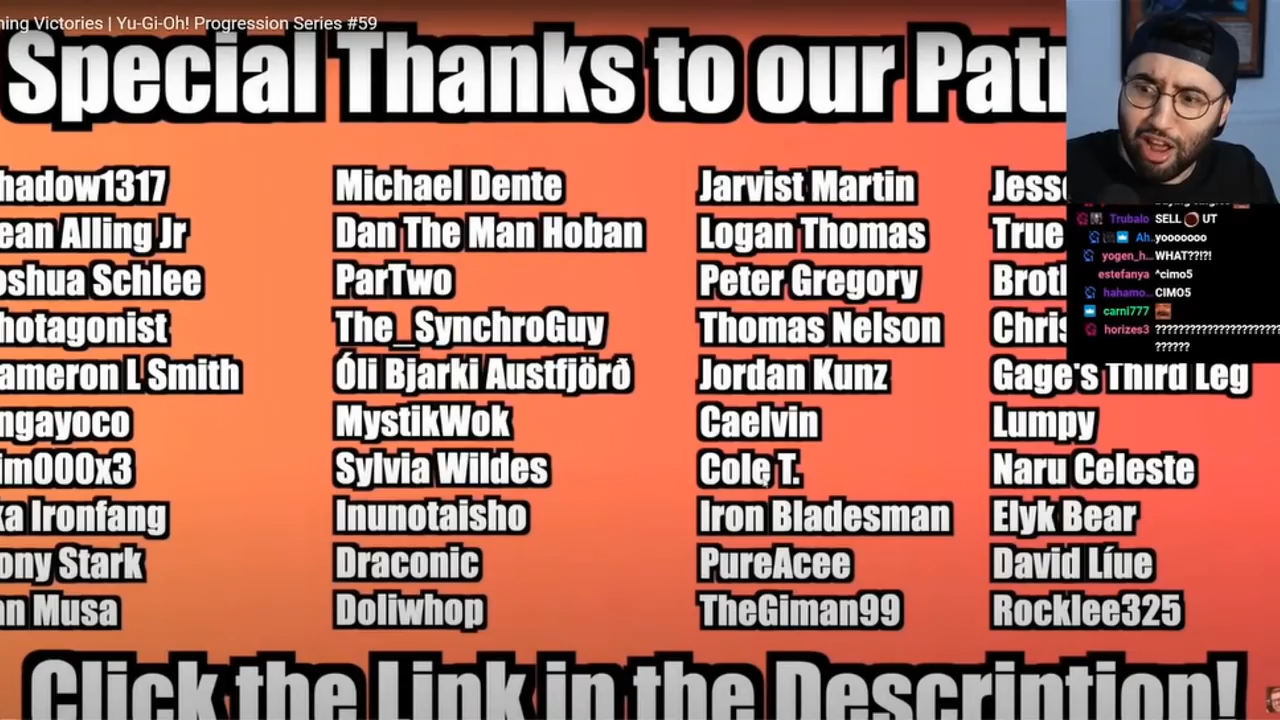 ning Victories | Yu-Gi-Oh! Progression Series #59
Special Thanks to our Patr
hadow1317
ean Alling Jr
oshua Schlee
hotagonist
ameron L Smith
ngayoco
im000x3
ka Ironfang
ony Stark
an Musa
Michael Dente
Dan The Man Hoban
ParTwo
The_SynchroGuy
Óli Bjarki Austfjörð
MystikWok
Sylvia Wildes
Inunotaisho
Draconic
Doliwhop
Jarvist Martin
Logan Thomas
Peter Gregory
Thomas Nelson
Jordan Kunz
Caelvin
Cole T.
Iron Bladesman
PureAcee
TheGiman99
Jesse
True
Broth
Chris
Gage's Third Leg
Lumpy
Naru Celeste
Elyk Bear
David Líue
Rocklee325
Trubalo SELL UT
Ah.. yooooooo
yogen_h... WHAT??!?!
estefanya ^cimo5
hahamo... CIMO5
carni777
horizes3 ???????????????????????
??????
Click the Link in the Description!